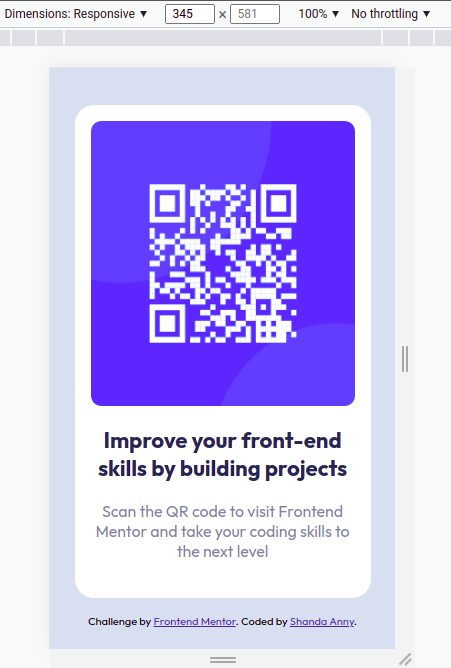 Dimensions: Responsive ▼ 345 × 581 100% ▼ No throttling ▼
Improve your front-end
skills by building projects
Scan the QR code to visit Frontend
Mentor and take your coding skills to
the next level
Challenge by Frontend Mentor. Coded by Shanda Anny.